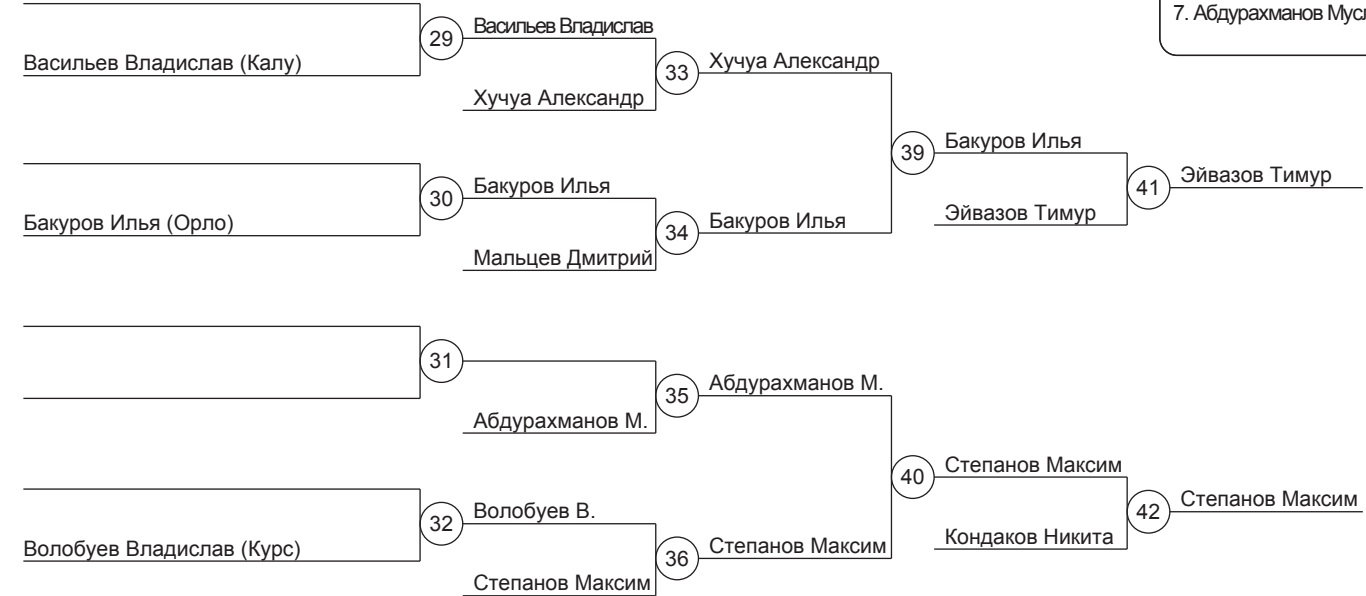 7. Абдурахманов
29
Васильев Владислав
Васильев Владислав (Калу)
33
Хучуа Александр
Хучуа Александр
39
Бакуров Илья
30
Бакуров Илья
41
Эйвазов Тимур
Бакуров Илья (Орло)
34
Бакуров Илья
Эйвазов Тимур
Мальцев Дмитрий
31
35
Абдурахманов М.
Абдурахманов М.
40
Степанов Максим
32
Волобуев В.
42
Степанов Максим
Волобуев Владислав (Курс)
36
Степанов Максим
Кондаков Никита
Степанов Максим